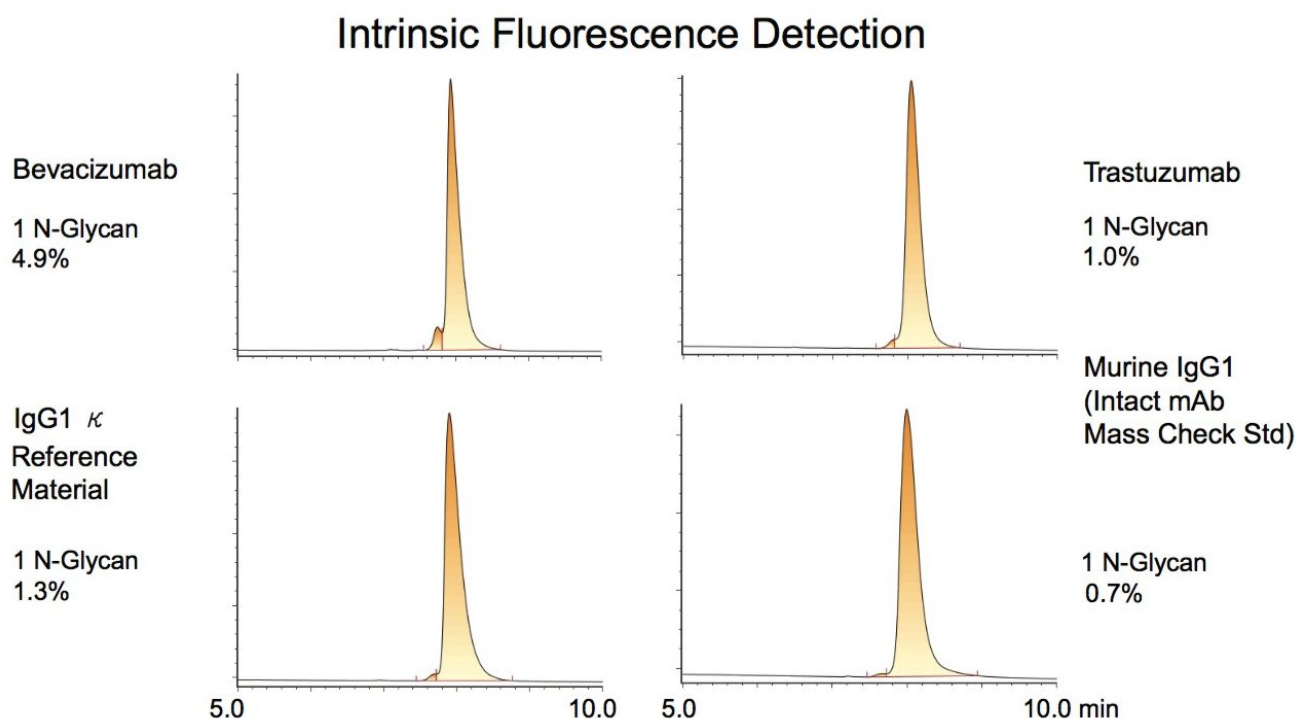 Intrinsic Fluorescence Detection
Bevacizumab
1 N-Glycan
4.9%
Trastuzumab
1 N-Glycan
1.0%
IgG1 κ
Reference
Material
1 N-Glycan
1.3%
Murine IgG1
(Intact mAb
Mass Check Std)
1 N-Glycan
0.7%
5.0
10.0
5.0
10.0 min